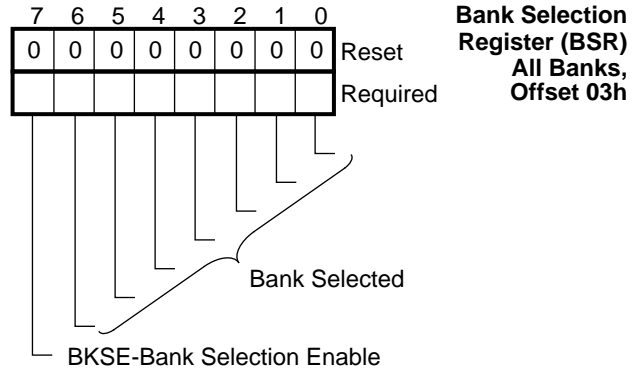 7 6 5 4 3 2 1 0
0 0 0 0 0 0 0 0 Reset
Required
Bank Selection
Register (BSR)
All Banks,
Offset 03h
Bank Selected
BKSE-Bank Selection Enable